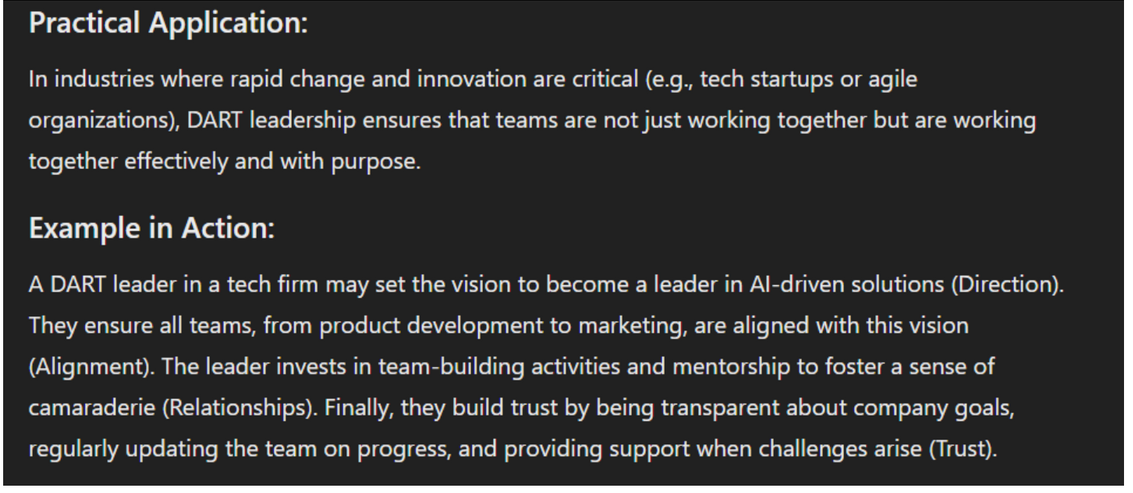 Practical Application:
In industries where rapid change and innovation are critical (e.g., tech startups or agile
organizations), DART leadership ensures that teams are not just working together but are working
together effectively and with purpose.
Example in Action:
A DART leader in a tech firm may set the vision to become a leader in AI-driven solutions (Direction).
They ensure all teams, from product development to marketing, are aligned with this vision
(Alignment). The leader invests in team-building activities and mentorship to foster a sense of
camaraderie (Relationships). Finally, they build trust by being transparent about company goals,
regularly updating the team on progress, and providing support when challenges arise (Trust).